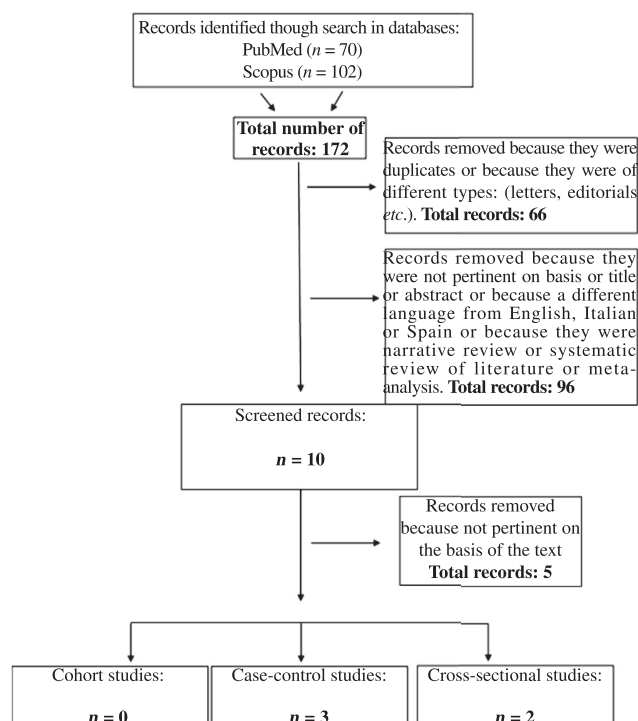 Records identified though search in databases:
PubMed (n = 70)
Scopus (n = 102)
Total number of
records: 172
Records removed because they were
duplicates or because they were of
different types: (letters, editorials
etc.). Total records: 66
Records removed because they
were not pertinent on basis or title
or abstract or because a different
language from English, Italian
or Spain or because they were
narrative review or systematic
review of literature or meta-
analysis. Total records: 96
Screened records:
n = 10
Records removed
because not pertinent on
the basis of the text
Total records: 5
Cohort studies:
n = 0
Case-control studies:
n = 3
Cross-sectional studies:
n = 2